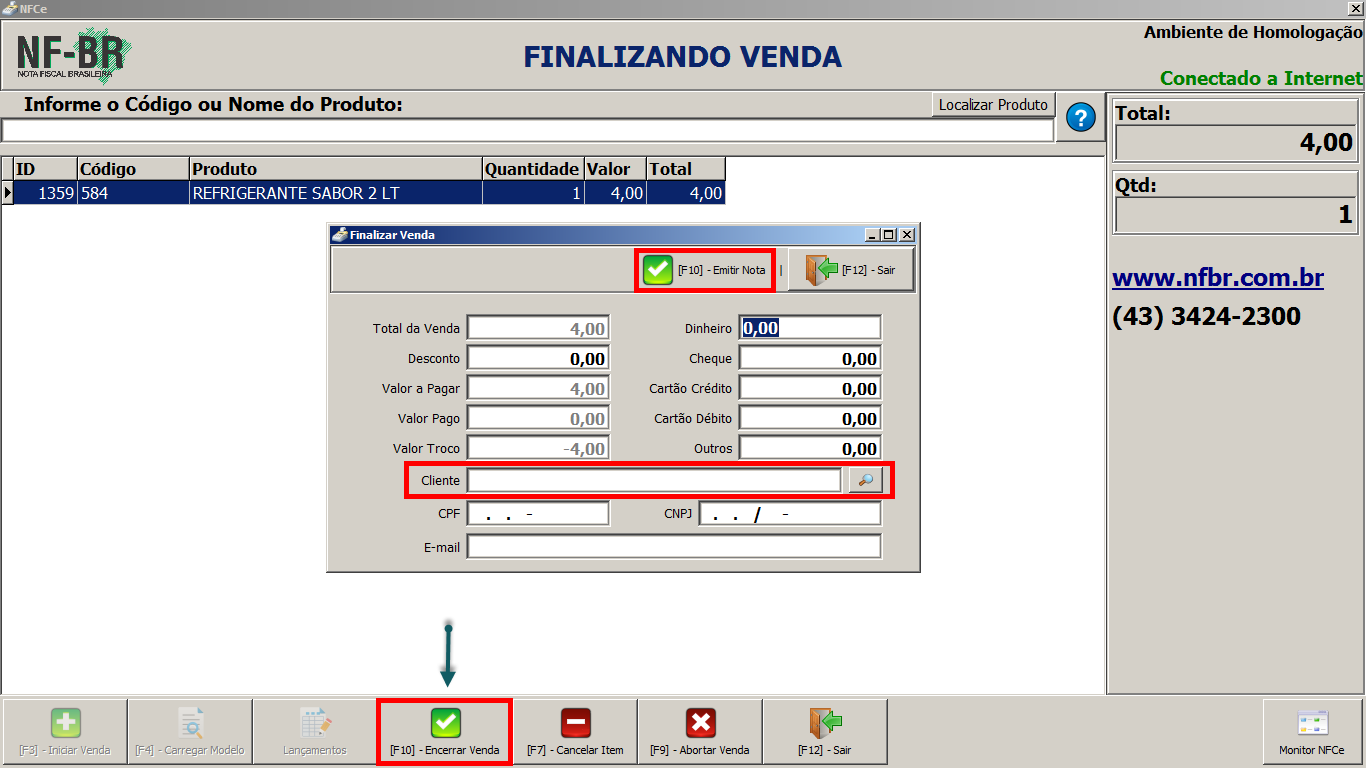 NFCe
NF-BR
NOTA FISCAL BRASILEIRA
FINALIZANDO VENDA
Ambiente de Homologação
Conectado a Internet
Informe o Código ou Nome do Produto:
Localizar Produto
?
Total:
4,00
Qtd:
1
www.nfbr.com.br
(43) 3424-2300
ID Código Produto Quantidade Valor Total
1359 584 REFRIGERANTE SABOR 2 LT 1 4,00 4,00
Finalizar Venda
[F10] - Emitir Nota | [F12] - Sair
Total da Venda 4,00 Dinheiro 0,00
Desconto 0,00 Cheque 0,00
Valor a Pagar 4,00 Cartão Crédito 0,00
Valor Pago 0,00 Cartão Débito 0,00
Valor Troco -4,00 Outros 0,00
Cliente
CPF . . - CNPJ . . / -
E-mail
[F3] - Iniciar Venda [F4] - Carregar Modelo Lançamentos [F10] - Encerrar Venda [F7] - Cancelar Item [F9] - Abortar Venda [F12] - Sair Monitor NFCe